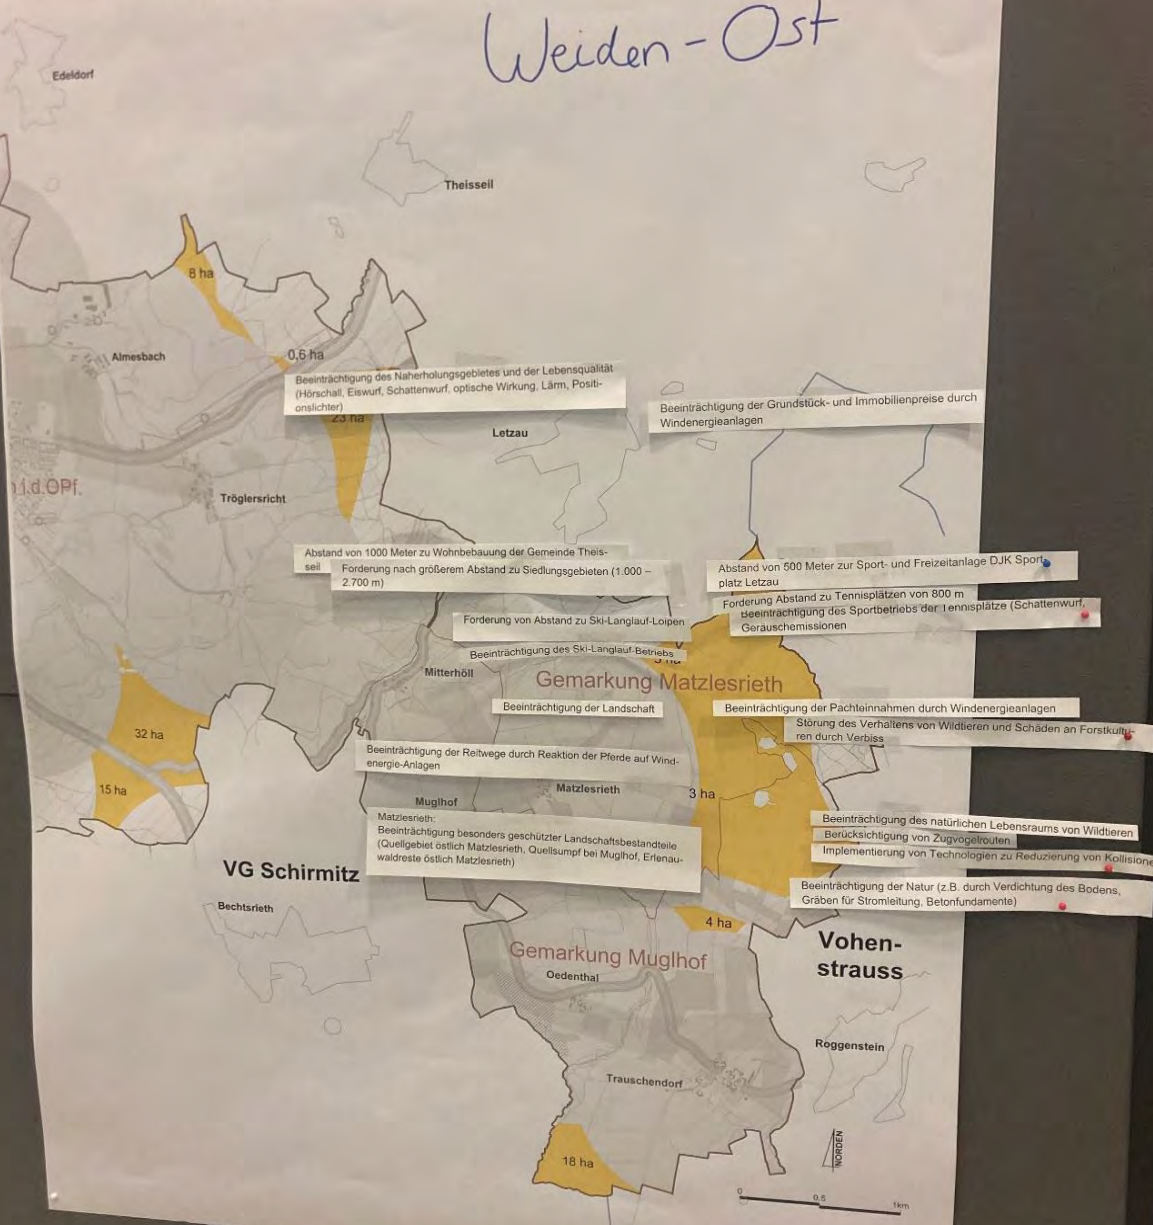 Weiden - Ost
Edeldorf
Theisseil
8 ha
Almesbach
0,6 ha
Beeinträchtigung des Naherholungsgebietes und der Lebensqualität
(Hörschall, Eiswurf, Schattenwurf, optische Wirkung, Lärm, Positi-
onslichter)
23 ha
Beeinträchtigung der Grundstück- und Immobilienpreise durch
Windenergieanlagen
Letzau
i.d.OPf.
Tröglersricht
Abstand von 1000 Meter zu Wohnbebauung der Gemeinde Theis-
seil
Forderung nach größerem Abstand zu Siedlungsgebieten (1.000 –
2.700 m)
Abstand von 500 Meter zur Sport- und Freizeitanlage DJK Sport-
platz Letzau
Forderung Abstand zu Tennisplätzen von 800 m
Beeinträchtigung des Sportbetriebs der Tennisplätze (Schattenwurf,
Geräuschemissionen
Forderung von Abstand zu Ski-Langlauf-Loipen
Beeinträchtigung des Ski-Langlauf-Betriebs
Mitterhöll
Gemarkung Matzlesrieth
Beeinträchtigung der Landschaft
Beeinträchtigung der Pachteinnahmen durch Windenergieanlagen
Störung des Verhaltens von Wildtieren und Schäden an Forstkultu-
ren durch Verbiss
32 ha
15 ha
Beeinträchtigung der Reitwege durch Reaktion der Pferde auf Wind-
energie-Anlagen
Matzlesrieth
3 ha
Muglhof
Matzlesrieth:
Beeinträchtigung besonders geschützter Landschaftsbestandteile
(Quellgebiet östlich Matzlesrieth, Quellsumpf bei Muglhof, Erlenau-
waldreste östlich Matzlesrieth)
Beeinträchtigung des natürlichen Lebensraums von Wildtieren
Berücksichtigung von Zugvogelrouten
Implementierung von Technologien zu Reduzierung von Kollisione
Beeinträchtigung der Natur (z.B. durch Verdichtung des Bodens,
Gräben für Stromleitung, Betonfundamente)
VG Schirmitz
Bechtsrieth
4 ha
Vohen-
strauss
Gemarkung Muglhof
Oedenthal
Roggenstein
Trauschendorf
18 ha
NORDEN
0 0.5 1km